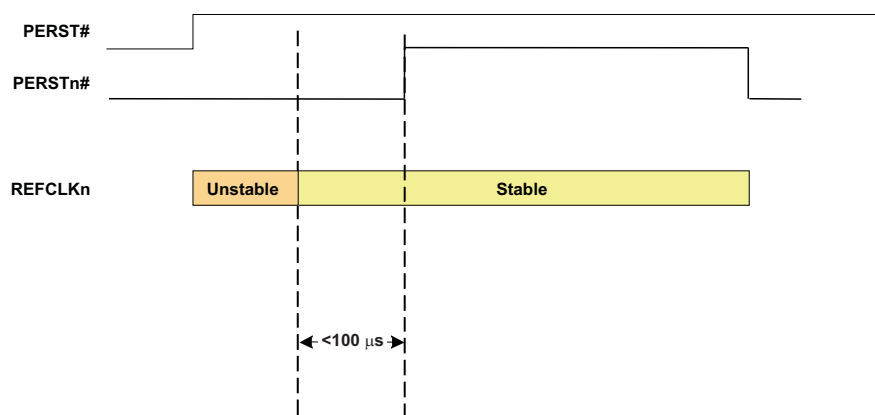 PERST#
PERSTn#
REFCLKn
Unstable
Stable
<100 μs